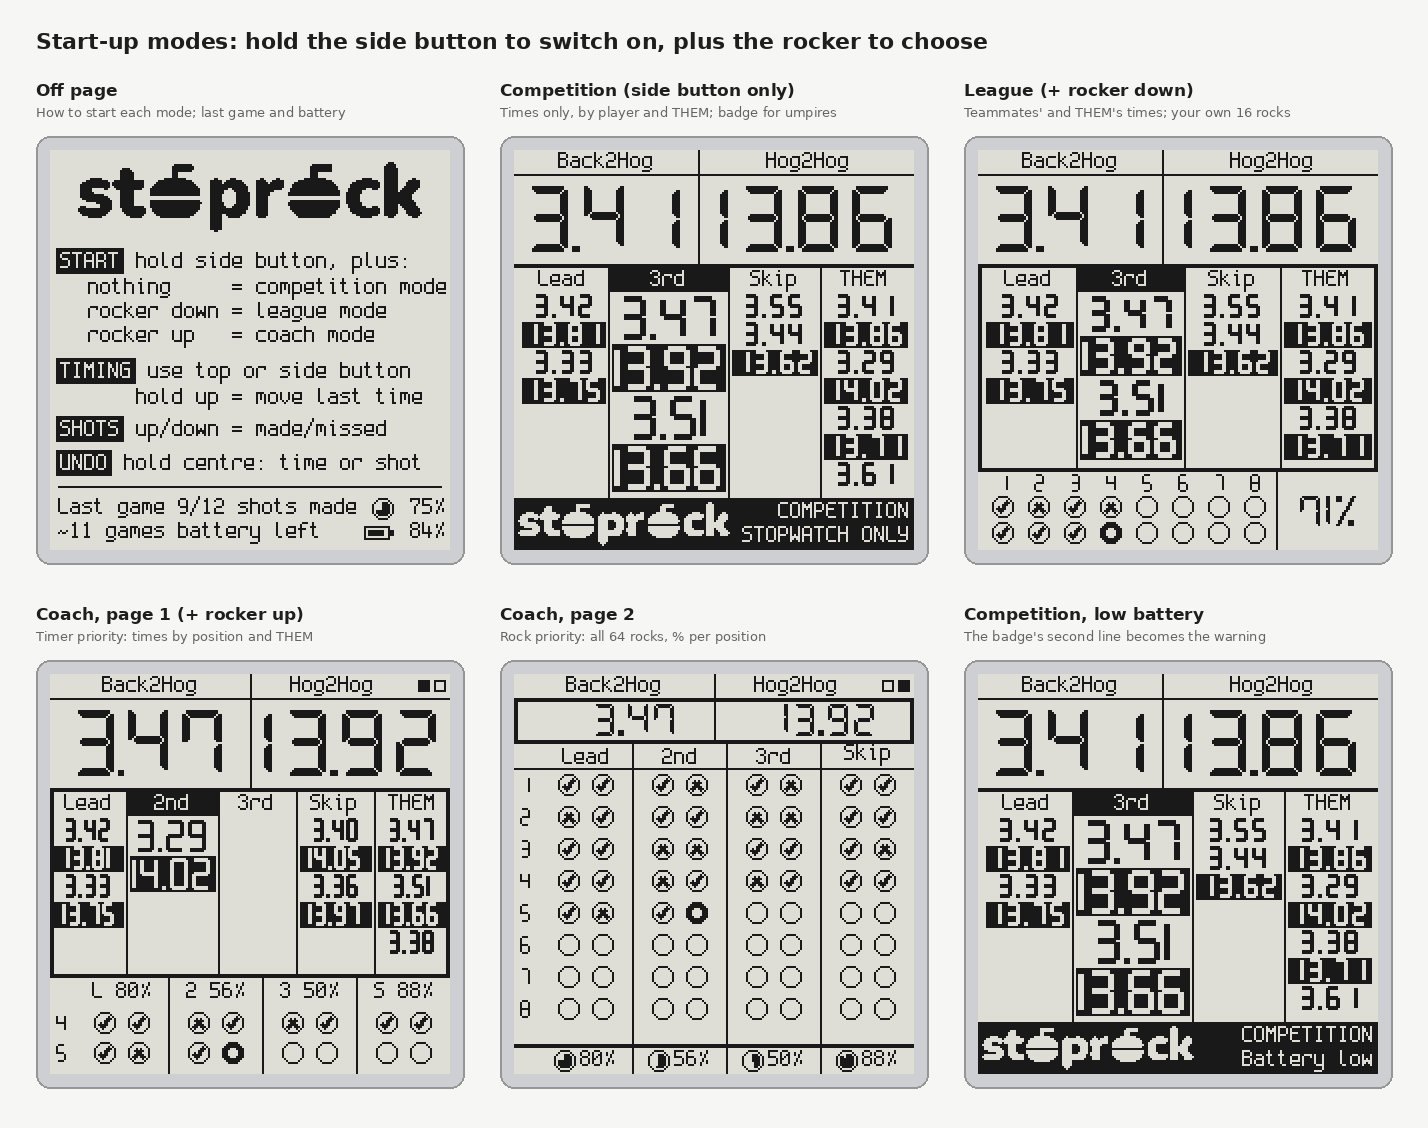 Start-up modes: hold the side button to switch on, plus the rocker to choose
Off page
How to start each mode; last game and battery
stoprock
START hold side button, plus:
nothing = competition mode
rocker down = league mode
rocker up = coach mode
TIMING use top or side button
hold up = move last time
SHOTS up/down = made/missed
UNDO hold centre: time or shot
Last game 9/12 shots made 75%
~11 games battery left 84%
Competition (side button only)
Times only, by player and THEM; badge for umpires
Back2Hog Hog2Hog
3.41 13.86
Lead 3rd Skip THEM
3.42 3.47 3.55 3.41
13.81 13.92 3.44 13.86
3.33 3.51 13.62 3.29
13.75 13.66 14.02
3.38
13.71
3.61
stoprock COMPETITION
STOPWATCH ONLY
League (+ rocker down)
Teammates' and THEM's times; your own 16 rocks
Back2Hog Hog2Hog
3.41 13.86
Lead 3rd Skip THEM
3.42 3.47 3.55 3.41
13.81 13.92 3.44 13.86
3.33 3.51 13.62 3.29
13.75 13.66 14.02
3.38
13.71
1 2 3 4 5 6 7 8
71%
Coach, page 1 (+ rocker up)
Timer priority: times by position and THEM
Back2Hog Hog2Hog
3.47 13.92
Lead 2nd 3rd Skip THEM
3.42 3.29 3.40 3.47
13.81 14.02 14.05 13.92
3.33 3.36 3.51
13.75 13.97 13.66
3.38
L 80% 2 56% 3 50% S 88%
4
5
Coach, page 2
Rock priority: all 64 rocks, % per position
Back2Hog Hog2Hog
3.47 13.92
Lead 2nd 3rd Skip
1
2
3
4
5
6
7
8
80% 56% 50% 88%
Competition, low battery
The badge's second line becomes the warning
Back2Hog Hog2Hog
3.41 13.86
Lead 3rd Skip THEM
3.42 3.47 3.55 3.41
13.81 13.92 3.44 13.86
3.33 3.51 13.62 3.29
13.75 13.66 14.02
3.38
13.71
3.61
stoprock COMPETITION
Battery low